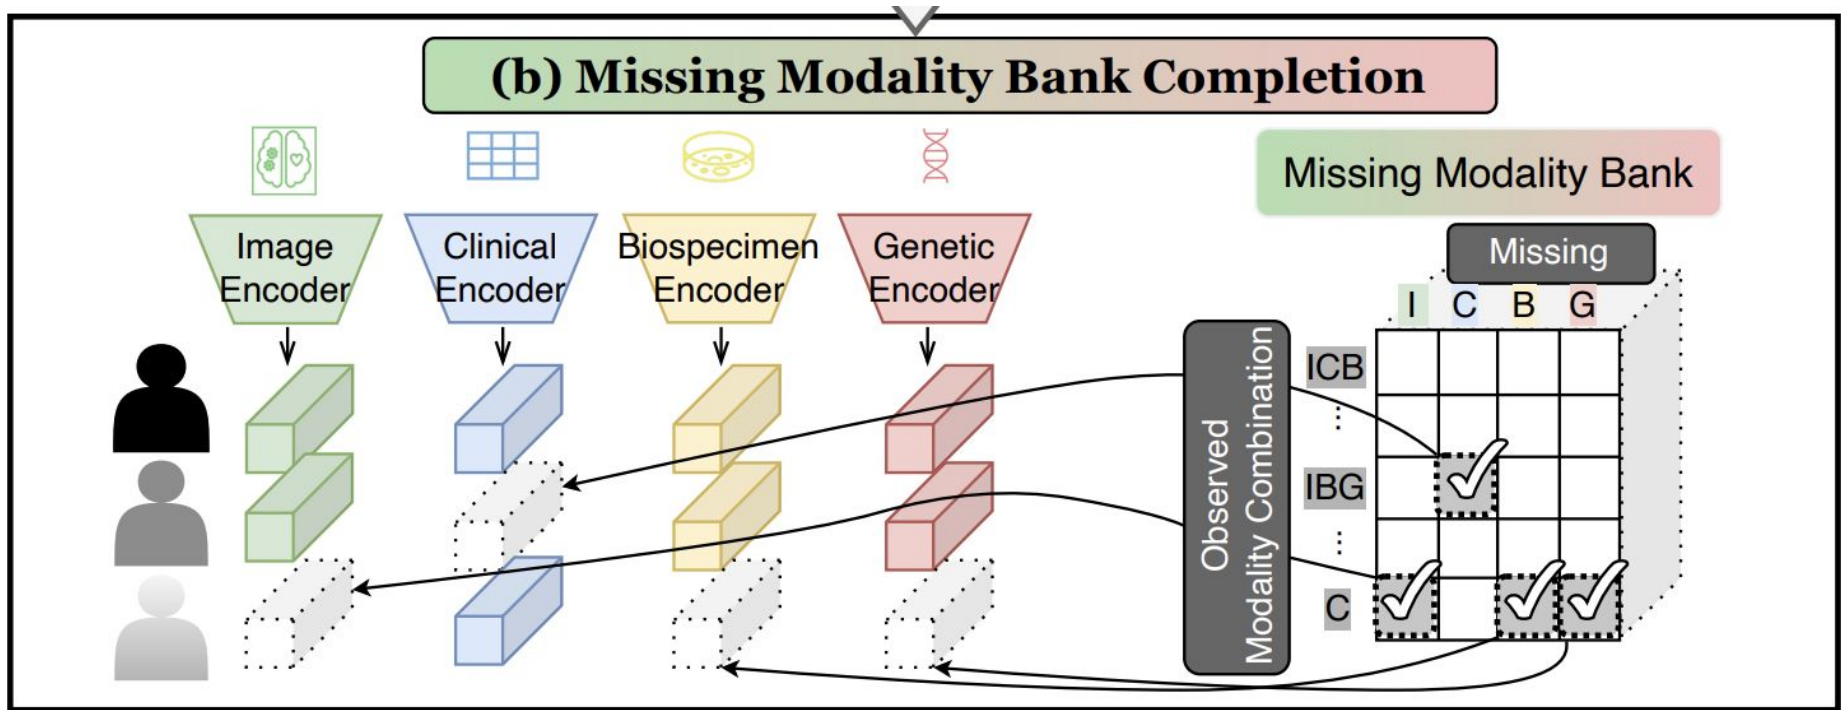 (b) Missing Modality Bank Completion
Image
Encoder
Clinical
Encoder
Biospecimen
Encoder
Genetic
Encoder
Missing Modality Bank
Missing
I C B G
Observed
Modality Combination
ICB
⋮
IBG
⋮
C